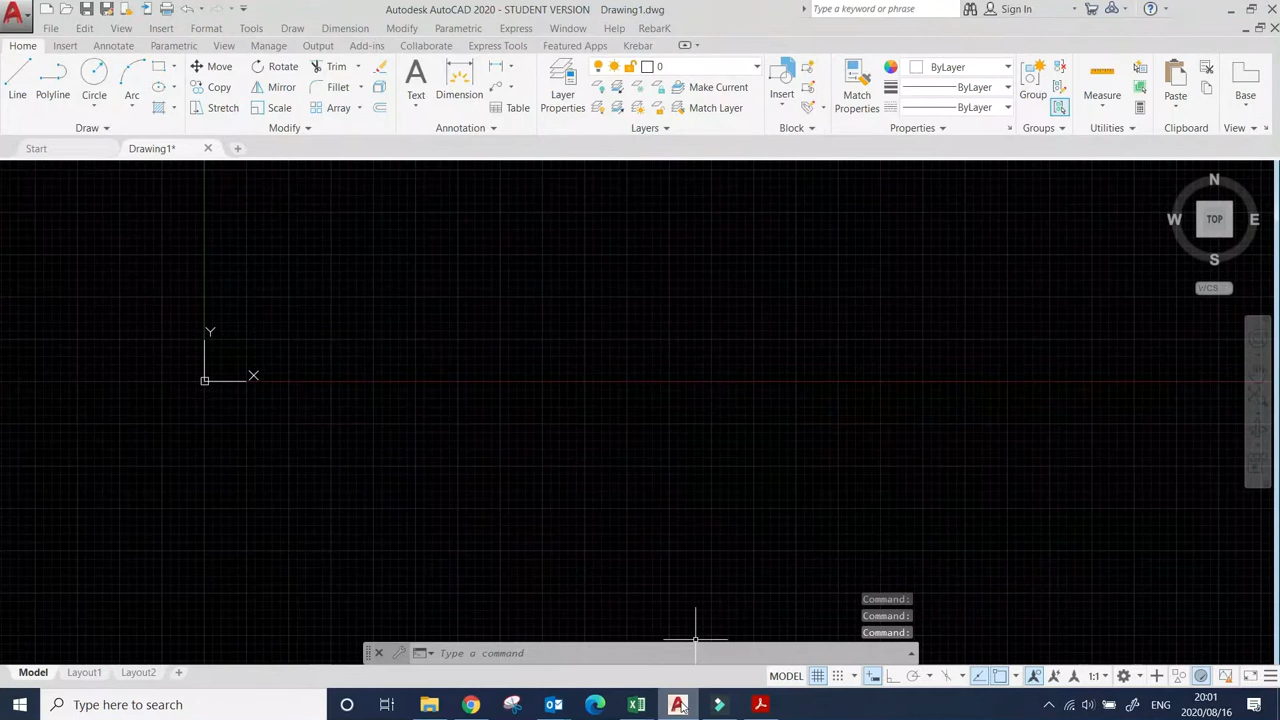 Autodesk AutoCAD 2020 - STUDENT VERSION Drawing1.dwg
Type a keyword or phrase
Sign In
File Edit View Insert Format Tools Draw Dimension Modify Parametric Express Window Help RebarK
Home Insert Annotate Parametric View Manage Output Add-ins Collaborate Express Tools Featured Apps Krebar
Line Polyline Circle Arc
Move Rotate Trim
Copy Mirror Fillet
Stretch Scale Array
Text Dimension Table
Layer Properties
0
Make Current
Match Layer
Insert
Match Properties
ByLayer
ByLayer
ByLayer
Group
Measure
Paste
Base
Draw Modify Annotation Layers Block Properties Groups Utilities Clipboard View
Start Drawing1*
N
W TOP E
S
WCS
Y
X
Command:
Command:
Command:
Type a command
Model Layout1 Layout2
MODEL
1:1
Type here to search
ENG
20:01
2020/08/16